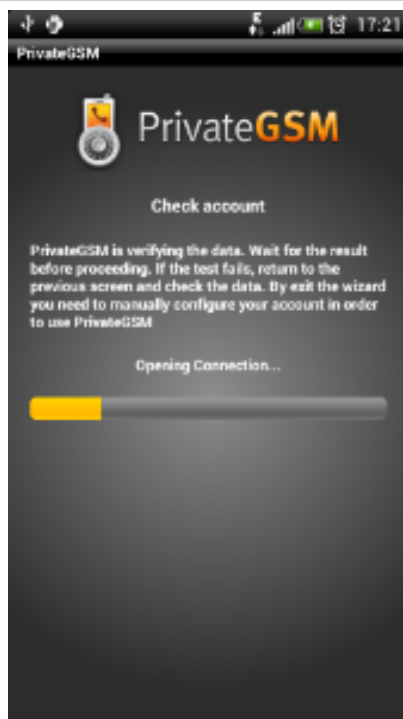 17:21
PrivateGSM
PrivateGSM
Check account
PrivateGSM is verifying the data. Wait for the result
before proceeding. If the test fails, return to the
previous screen and check the data. By exit the wizard
you need to manually configure your account in order
to use PrivateGSM
Opening Connection...